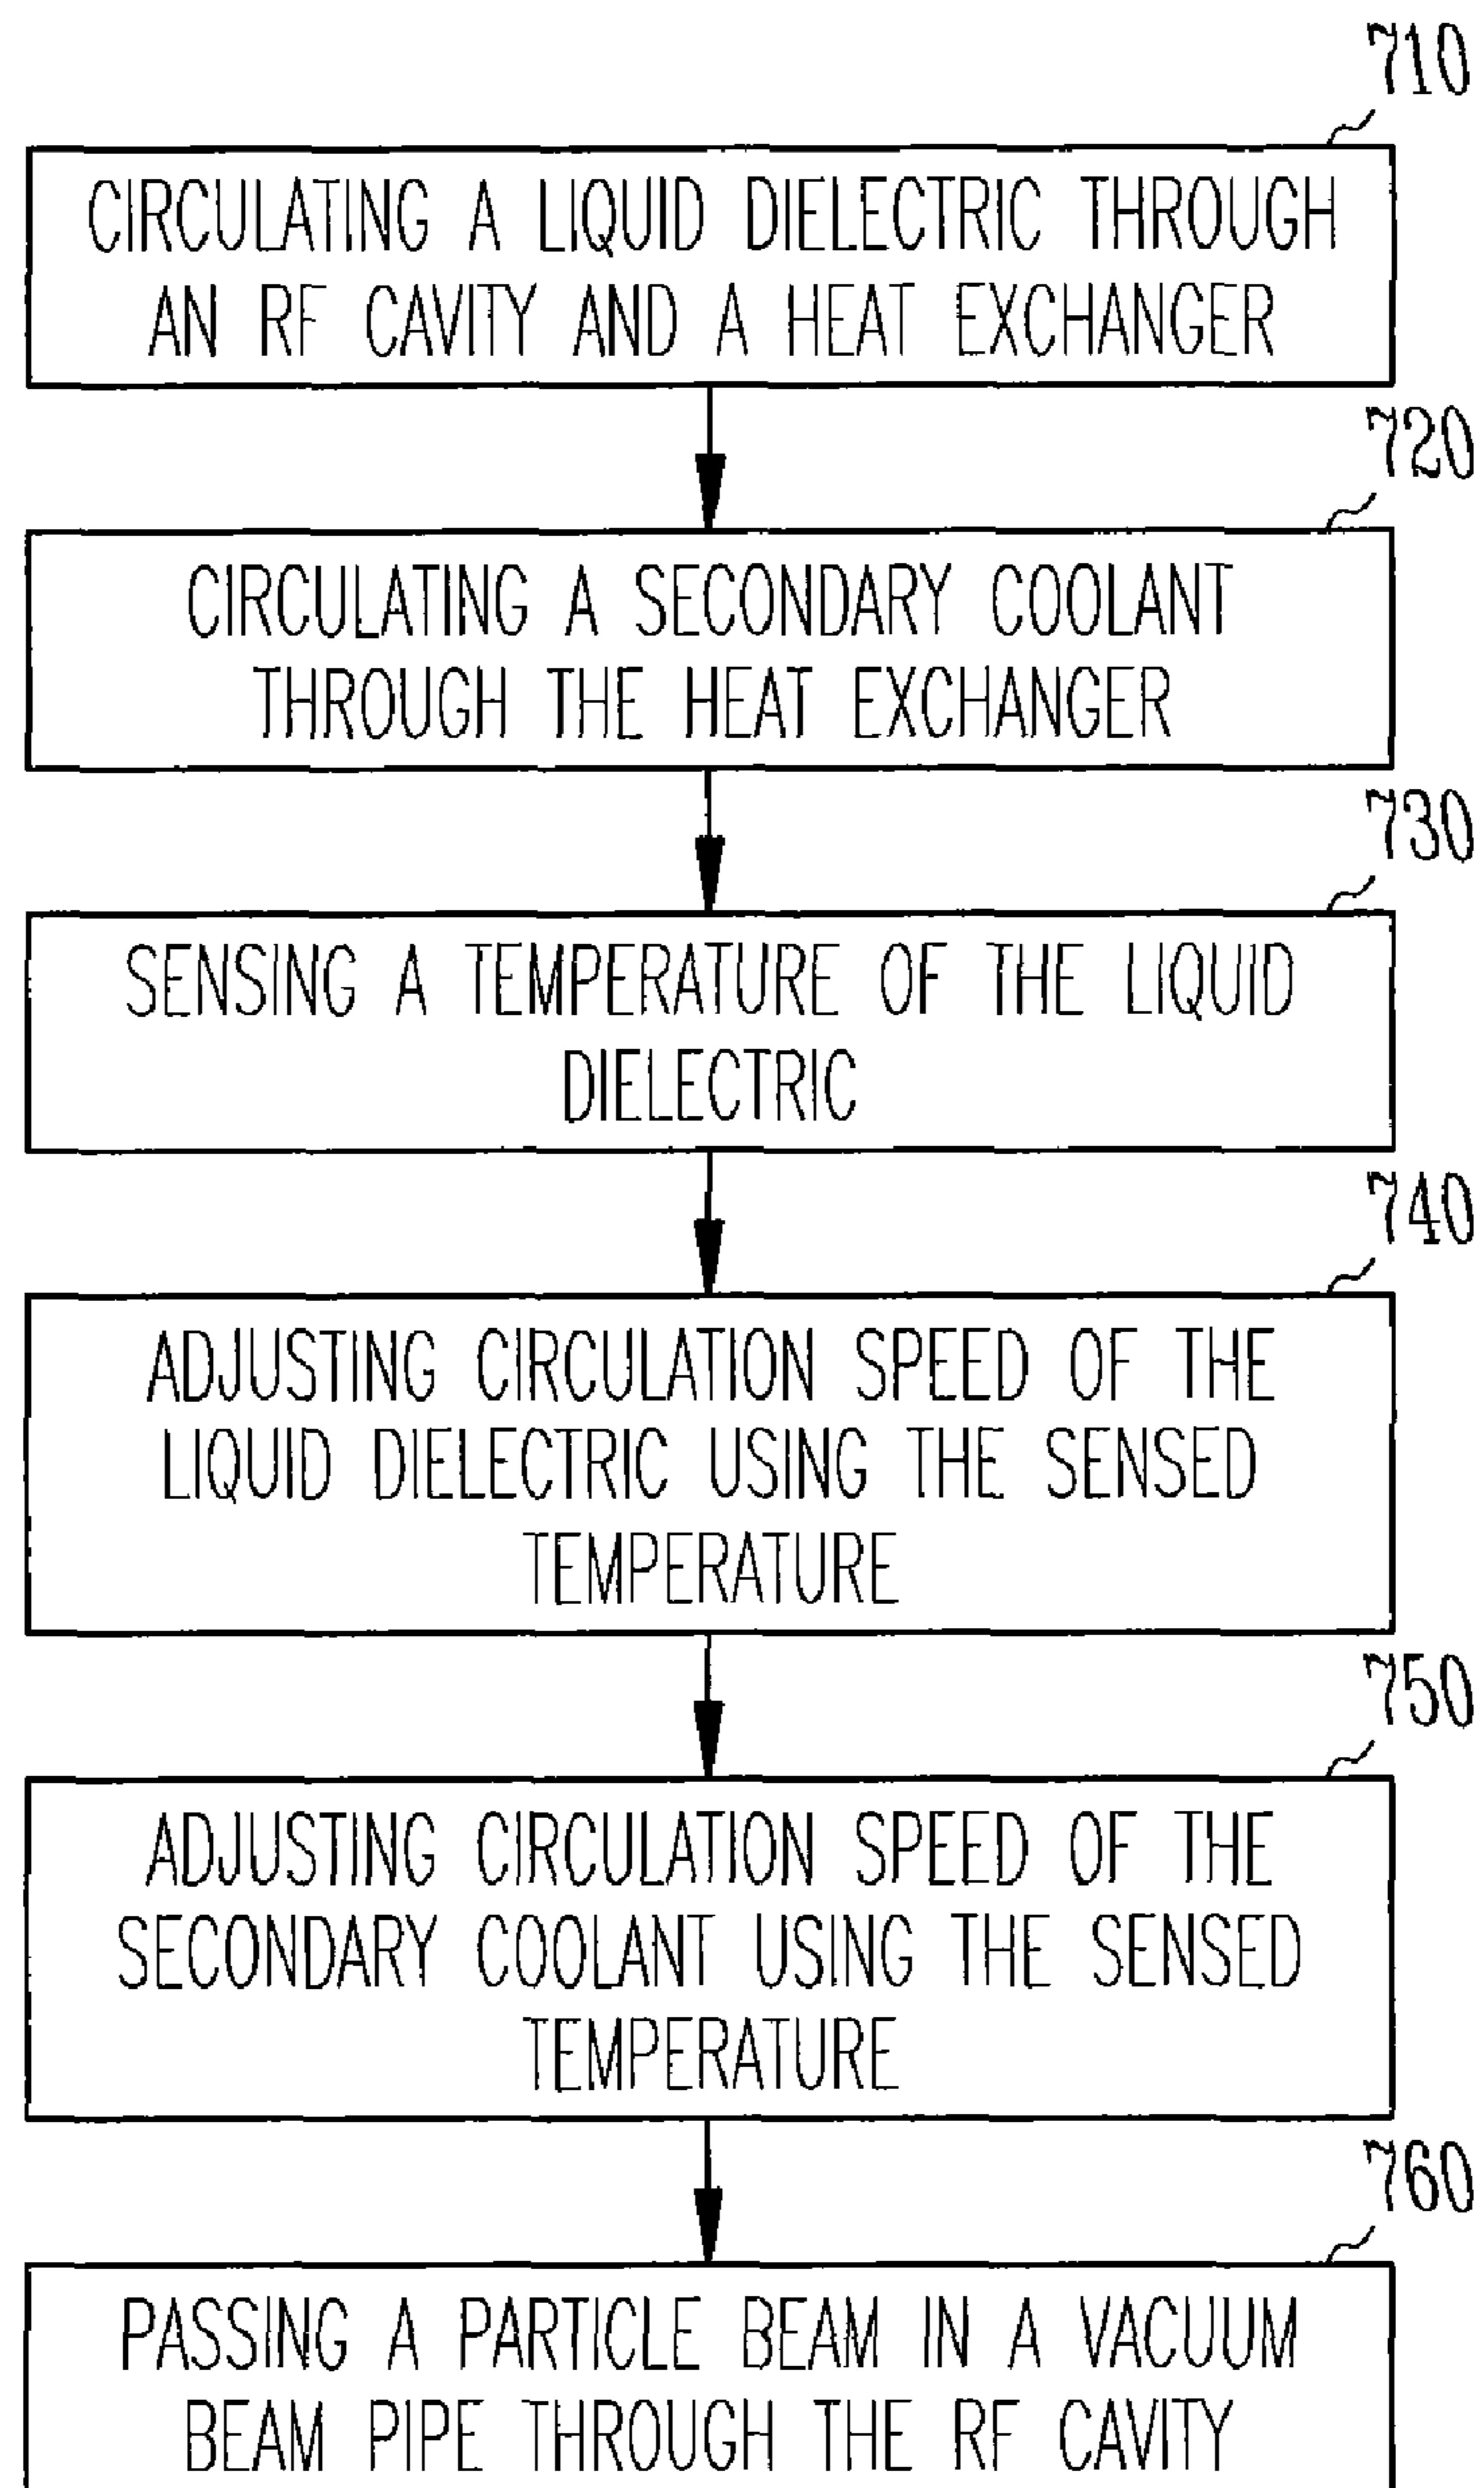 710
CIRCULATING A LIQUID DIELECTRIC THROUGH
AN RF CAVITY AND A HEAT EXCHANGER
720
CIRCULATING A SECONDARY COOLANT
THROUGH THE HEAT EXCHANGER
730
SENSING A TEMPERATURE OF THE LIQUID
DIELECTRIC
740
ADJUSTING CIRCULATION SPEED OF THE
LIQUID DIELECTRIC USING THE SENSED
TEMPERATURE
750
ADJUSTING CIRCULATION SPEED OF THE
SECONDARY COOLANT USING THE SENSED
TEMPERATURE
760
PASSING A PARTICLE BEAM IN A VACUUM
BEAM PIPE THROUGH THE RF CAVITY